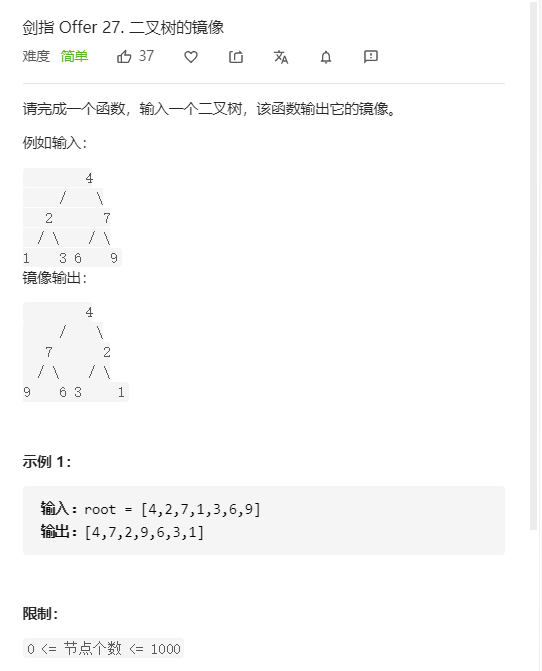 剑指 Offer 27. 二叉树的镜像
难度 简单 37
请完成一个函数，输入一个二叉树，该函数输出它的镜像。
例如输入：
4
/ \
2 7
/ \ / \
1 3 6 9
镜像输出：
4
/ \
7 2
/ \ / \
9 6 3 1
示例 1：
输入：root = [4,2,7,1,3,6,9]
输出：[4,7,2,9,6,3,1]
限制：
0 <= 节点个数 <= 1000